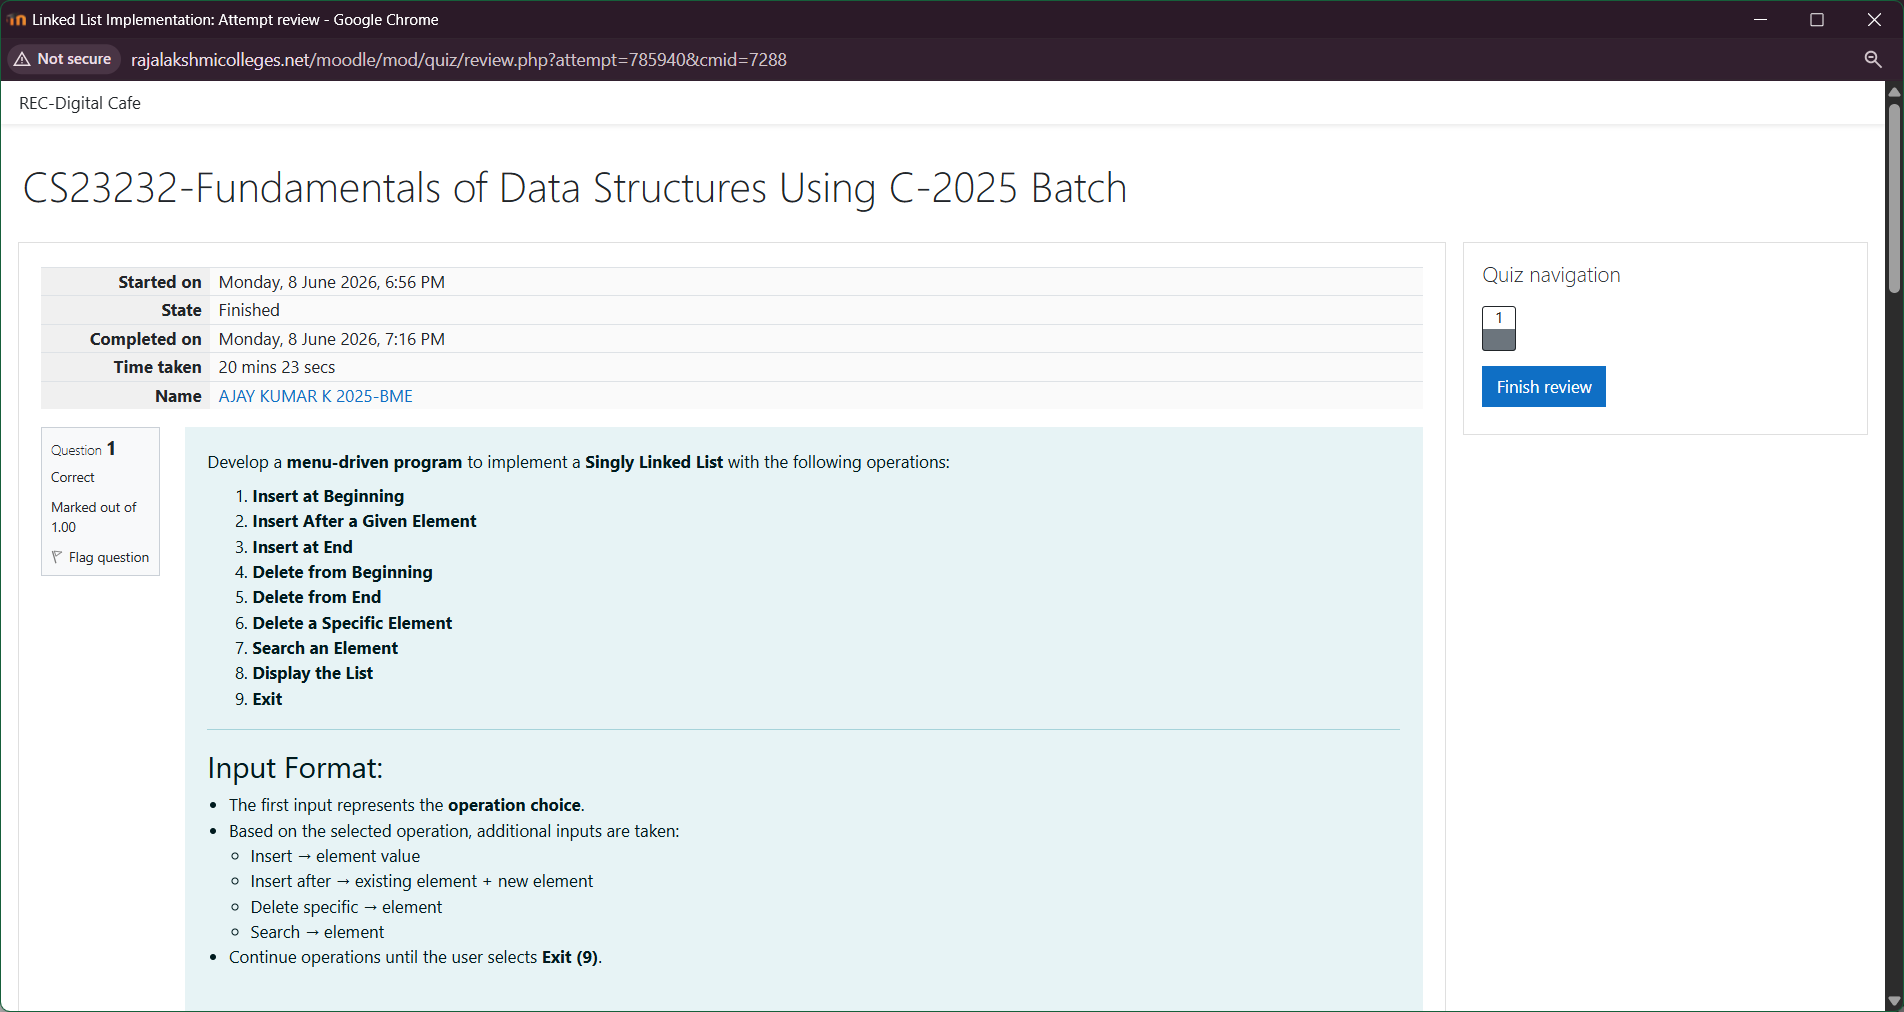 Linked List Implementation: Attempt review - Google Chrome
Not secure rajalakshmicolleges.net/moodle/mod/quiz/review.php?attempt=785940&cmid=7288
REC-Digital Cafe
CS23232-Fundamentals of Data Structures Using C-2025 Batch
Started on Monday, 8 June 2026, 6:56 PM
State Finished
Completed on Monday, 8 June 2026, 7:16 PM
Time taken 20 mins 23 secs
Name AJAY KUMAR K 2025-BME
Question 1
Correct
Marked out of
1.00
Flag question
Develop a menu-driven program to implement a Singly Linked List with the following operations:
1. Insert at Beginning
2. Insert After a Given Element
3. Insert at End
4. Delete from Beginning
5. Delete from End
6. Delete a Specific Element
7. Search an Element
8. Display the List
9. Exit
Input Format:
• The first input represents the operation choice.
• Based on the selected operation, additional inputs are taken:
◦ Insert → element value
◦ Insert after → existing element + new element
◦ Delete specific → element
◦ Search → element
• Continue operations until the user selects Exit (9).
Quiz navigation
1
Finish review